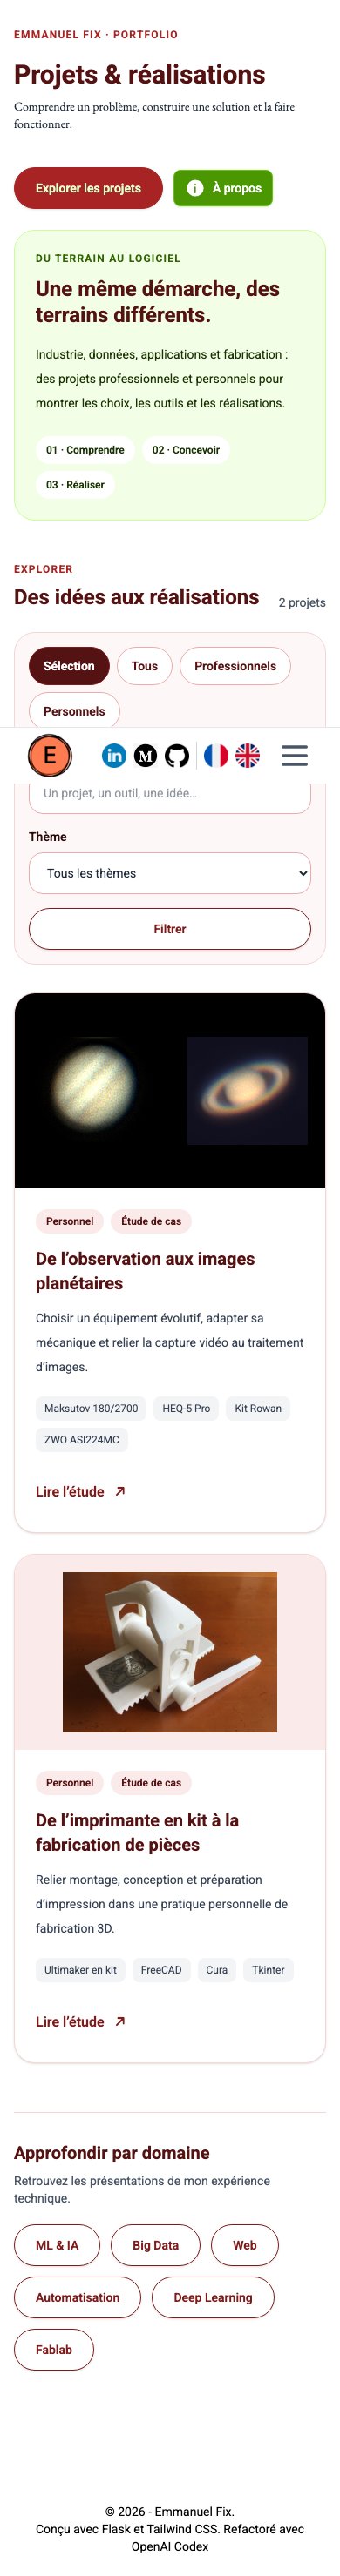 EMMANUEL FIX · PORTFOLIO
Projets & réalisations
Comprendre un problème, construire une solution et la faire
fonctionner.
Explorer les projets
À propos
DU TERRAIN AU LOGICIEL
Une même démarche, des
terrains différents.
Industrie, données, applications et fabrication :
des projets professionnels et personnels pour
montrer les choix, les outils et les réalisations.
01 · Comprendre
02 · Concevoir
03 · Réaliser
EXPLORER
Des idées aux réalisations
2 projets
Sélection
Tous
Professionnels
Personnels
E
in
M
Un projet, un outil, une idée…
Thème
Tous les thèmes
Filtrer
Personnel
Étude de cas
De l’observation aux images
planétaires
Choisir un équipement évolutif, adapter sa
mécanique et relier la capture vidéo au traitement
d’images.
Maksutov 180/2700
HEQ-5 Pro
Kit Rowan
ZWO ASI224MC
Lire l’étude ↗
Personnel
Étude de cas
De l’imprimante en kit à la
fabrication de pièces
Relier montage, conception et préparation
d’impression dans une pratique personnelle de
fabrication 3D.
Ultimaker en kit
FreeCAD
Cura
Tkinter
Lire l’étude ↗
Approfondir par domaine
Retrouvez les présentations de mon expérience
technique.
ML & IA
Big Data
Web
Automatisation
Deep Learning
Fablab
© 2026 - Emmanuel Fix.
Conçu avec Flask et Tailwind CSS. Refactoré avec
OpenAI Codex